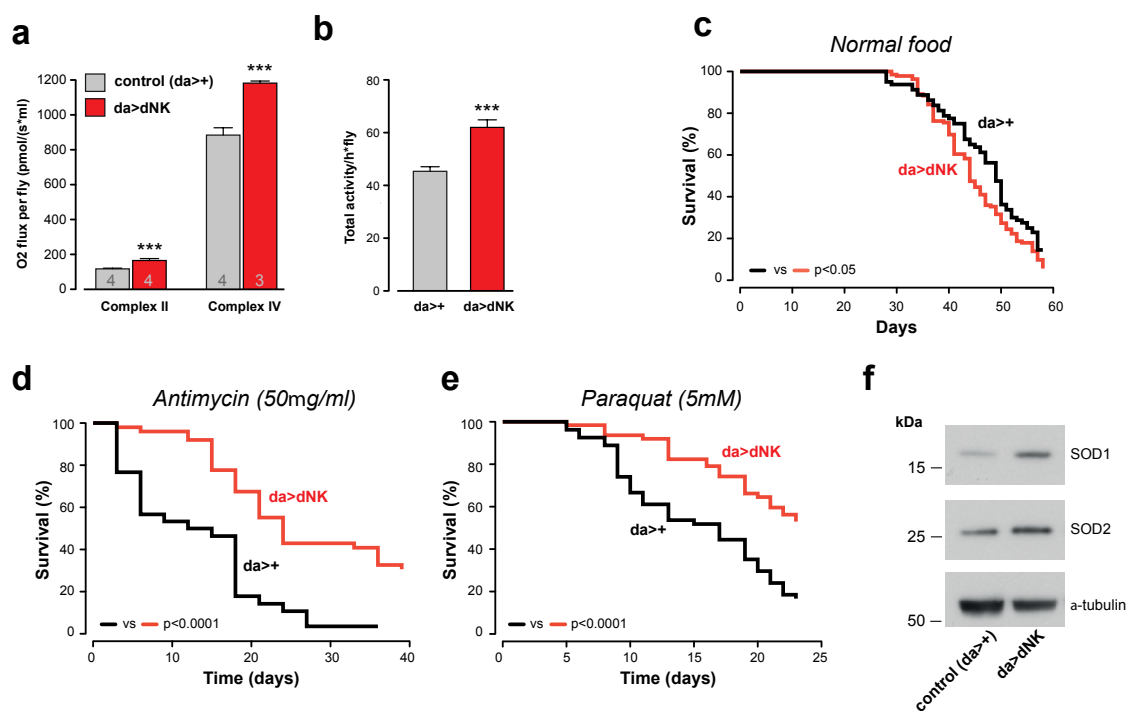 a
O2 flux per fly (pmol/(s*ml)
1200
1000
800
600
400
200
0
control (da>+)
da>dNK
***
***
4
4
4
3
Complex II
Complex IV
b
Total activity/h*fly
80
60
40
20
0
***
da>+
da>dNK
c
Normal food
Survival (%)
100
80
60
40
20
0
da>+
da>dNK
vs p<0.05
0 10 20 30 40 50 60
Days
d
Antimycin (50mg/ml)
Survival (%)
100
80
60
40
20
0
da>dNK
da>+
vs p<0.0001
0 10 20 30 40
Time (days)
e
Paraquat (5mM)
Survival (%)
100
80
60
40
20
0
da>dNK
da>+
vs p<0.0001
0 5 10 15 20 25
Time (days)
f
kDa
15
SOD1
25
SOD2
50
a-tubulin
control (da>+)
da>dNK